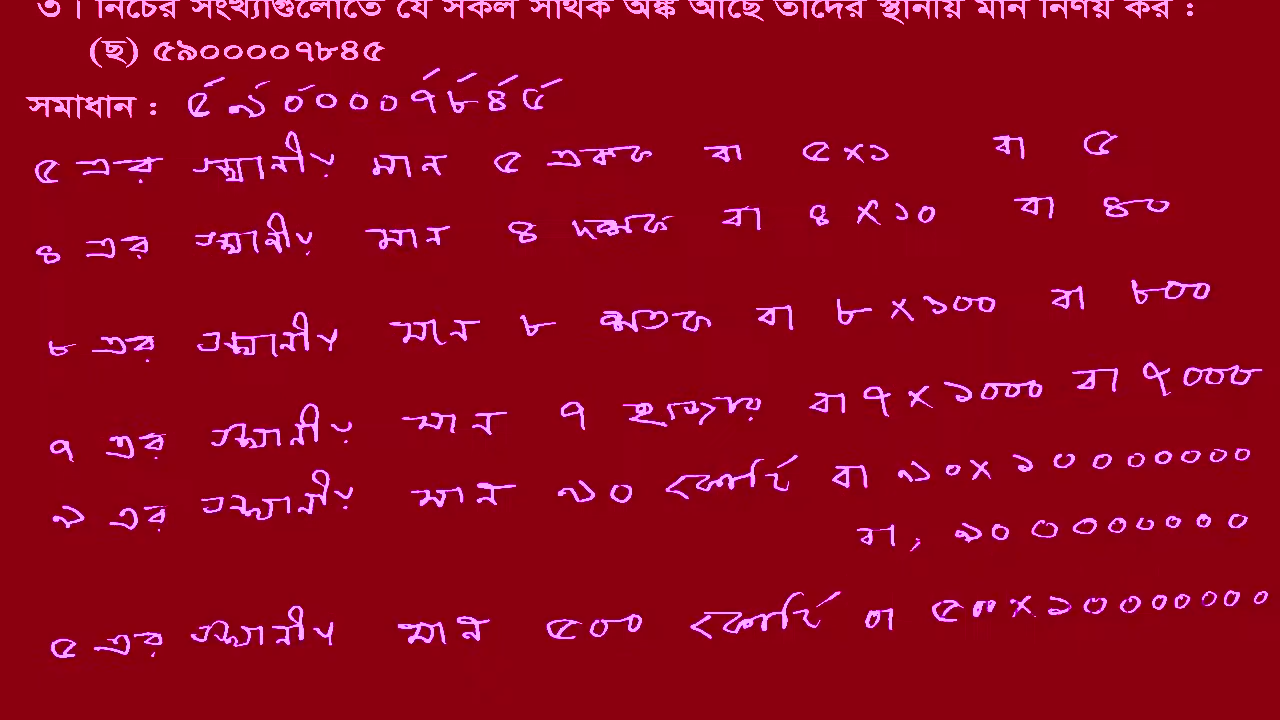 ৩। নিচের সংখ্যাগুলোতে যে সকল সার্থক অঙ্ক আছে তাদের স্থানীয় মান নির্ণয় কর :
(ছ) ৫৯০০০০৭৮৪৫
সমাধান : ৫৯০০০০৭৮৪৫
৫ এর স্থানীয় মান ৫ একক বা ৫×১ বা ৫
৪ এর স্থানীয় মান ৪ দশক বা ৪×১০ বা ৪০
৮ এর স্থানীয় মান ৮ শতক বা ৮×১০০ বা ৮০০
৭ এর স্থানীয় মান ৭ হাজার বা ৭×১০০০ বা ৭০০০
৯ এর স্থানীয় মান ৯০ কোটি বা ৯০×১০০০০০০০
বা, ৯০০০০০০০০
৫ এর স্থানীয় মান ৫০০ কোটি বা ৫০০×১০০০০০০০